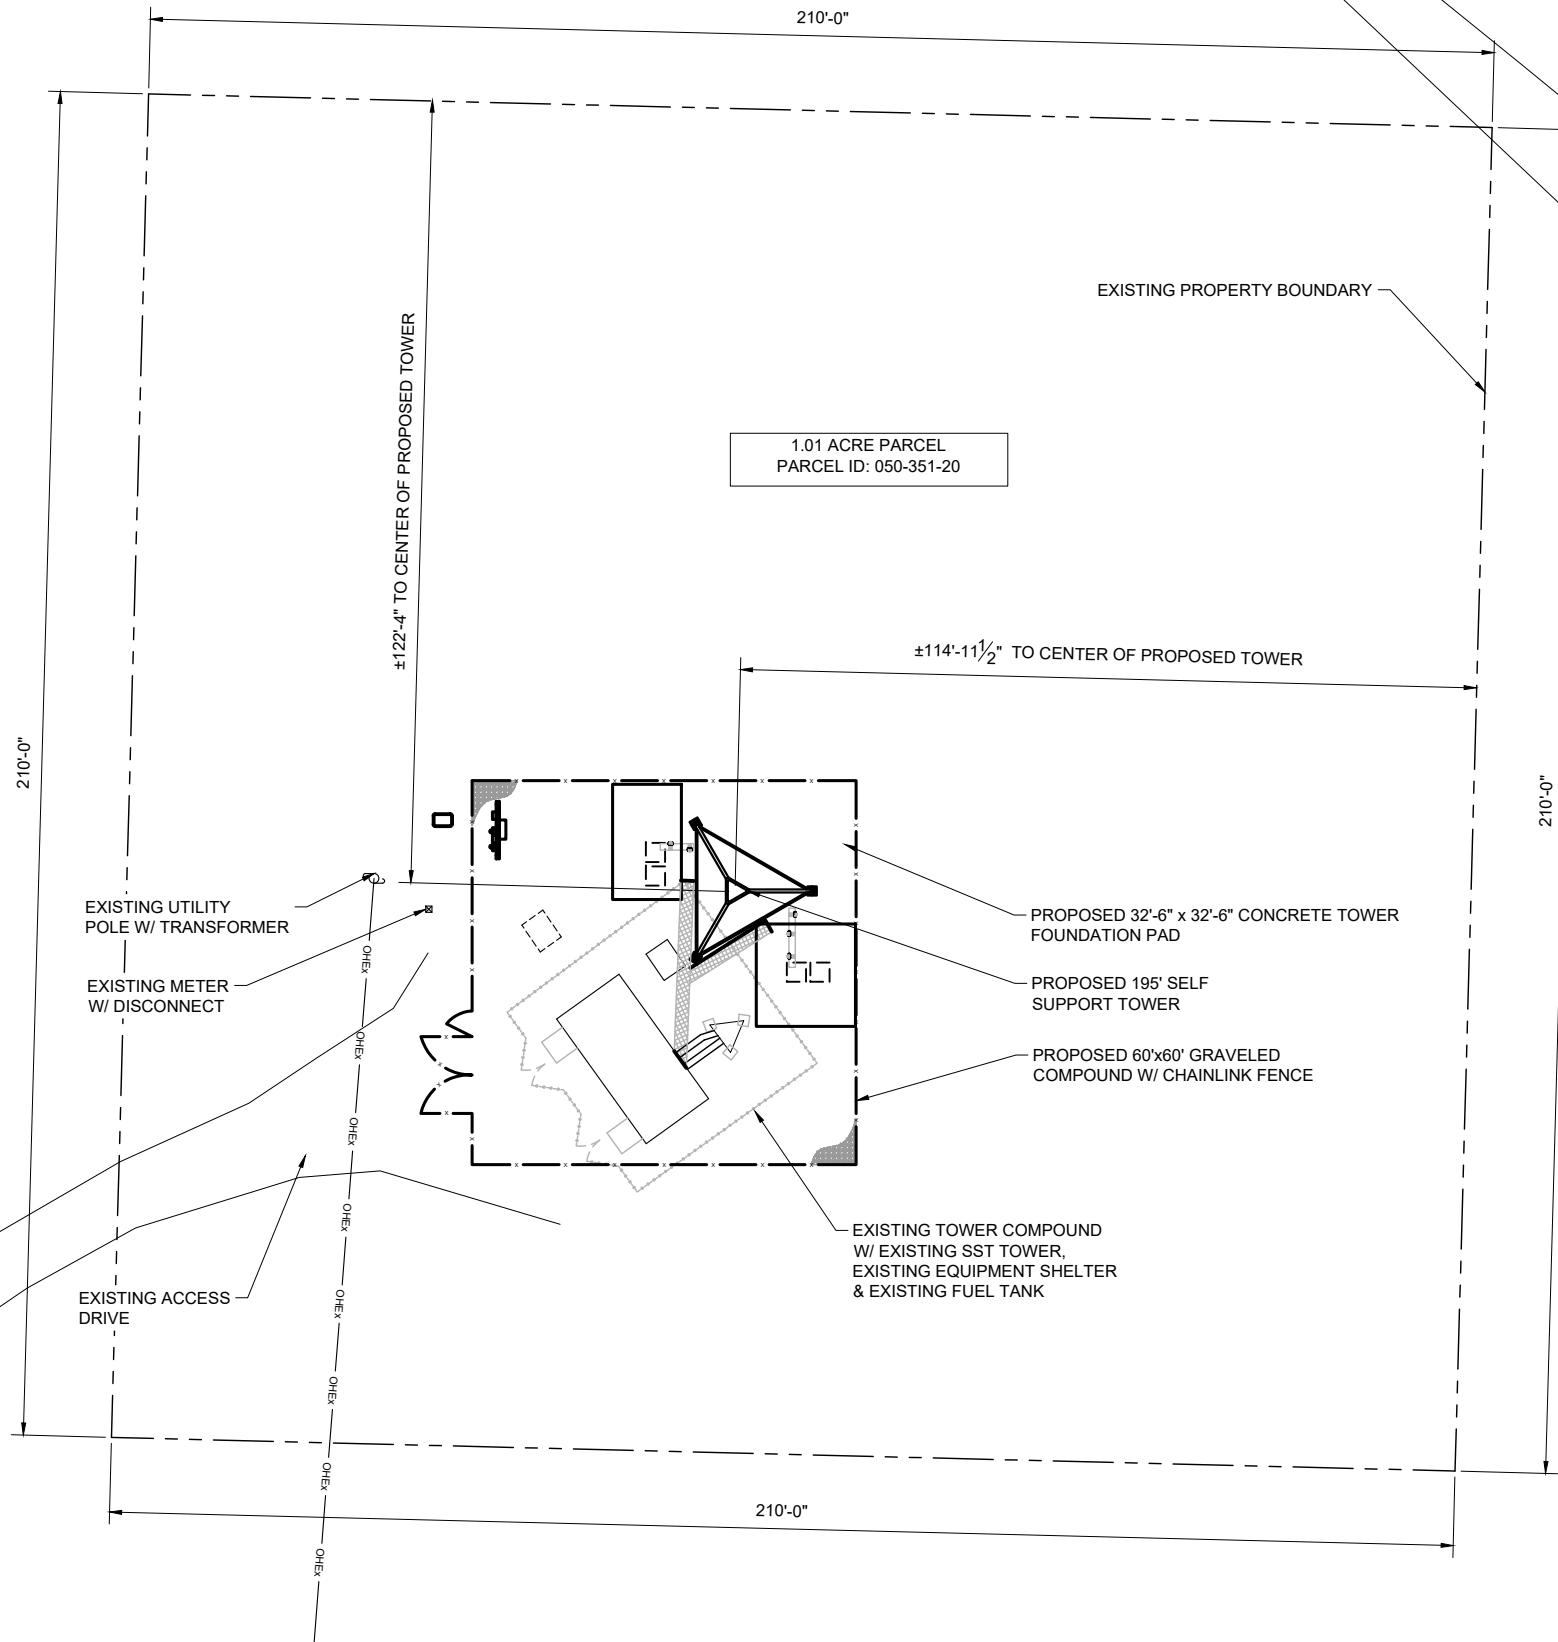 210'-0"
EXISTING PROPERTY BOUNDARY
±122'-4" TO CENTER OF PROPOSED TOWER
1.01 ACRE PARCEL
PARCEL ID: 050-351-20
±114'-11 1/2" TO CENTER OF PROPOSED TOWER
210'-0"
210'-0"
EXISTING UTILITY
POLE W/ TRANSFORMER
EXISTING METER
W/ DISCONNECT
PROPOSED 32'-6" x 32'-6" CONCRETE TOWER
FOUNDATION PAD
PROPOSED 195' SELF
SUPPORT TOWER
PROPOSED 60'x60' GRAVELED
COMPOUND W/ CHAINLINK FENCE
OHEx
OHEx
OHEx
OHEx
OHEx
OHEx
OHEx
OHEx
EXISTING TOWER COMPOUND
W/ EXISTING SST TOWER,
EXISTING EQUIPMENT SHELTER
& EXISTING FUEL TANK
EXISTING ACCESS
DRIVE
210'-0"